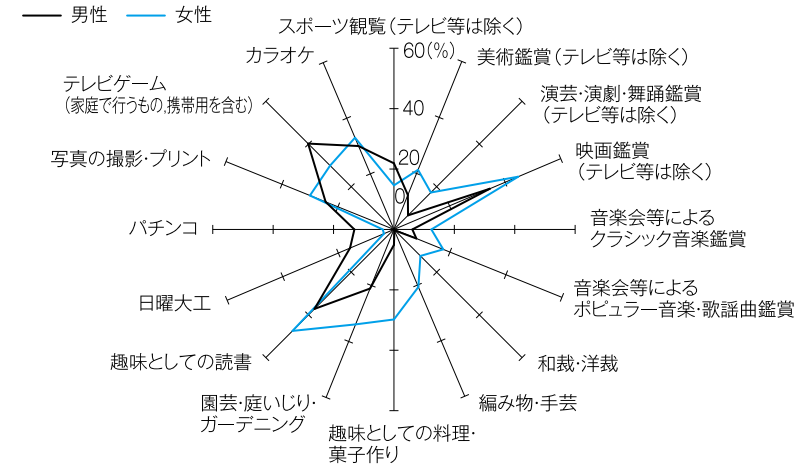 男性
女性
スポーツ観覧（テレビ等は除く）
60(%)
40
20
0
美術鑑賞（テレビ等は除く）
演芸・演劇・舞踊鑑賞
（テレビ等は除く）
映画鑑賞
（テレビ等は除く）
音楽会等による
クラシック音楽鑑賞
音楽会等による
ポピュラー音楽・歌謡曲鑑賞
和裁・洋裁
編み物・手芸
趣味としての料理・
菓子作り
園芸・庭いじり・
ガーデニング
趣味としての読書
日曜大工
パチンコ
写真の撮影・プリント
テレビゲーム
（家庭で行うもの,携帯用を含む）
カラオケ